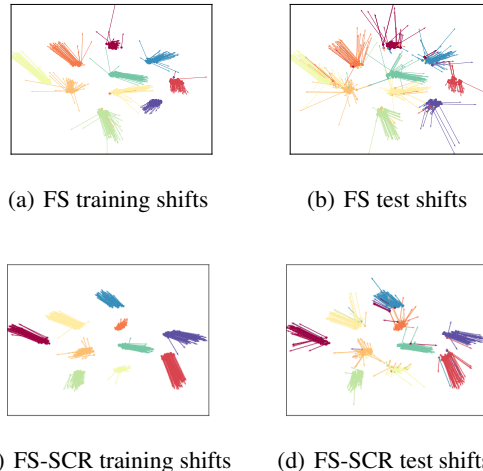 (a) FS training shifts
(b) FS test shifts
) FS-SCR training shifts
(d) FS-SCR test shifts